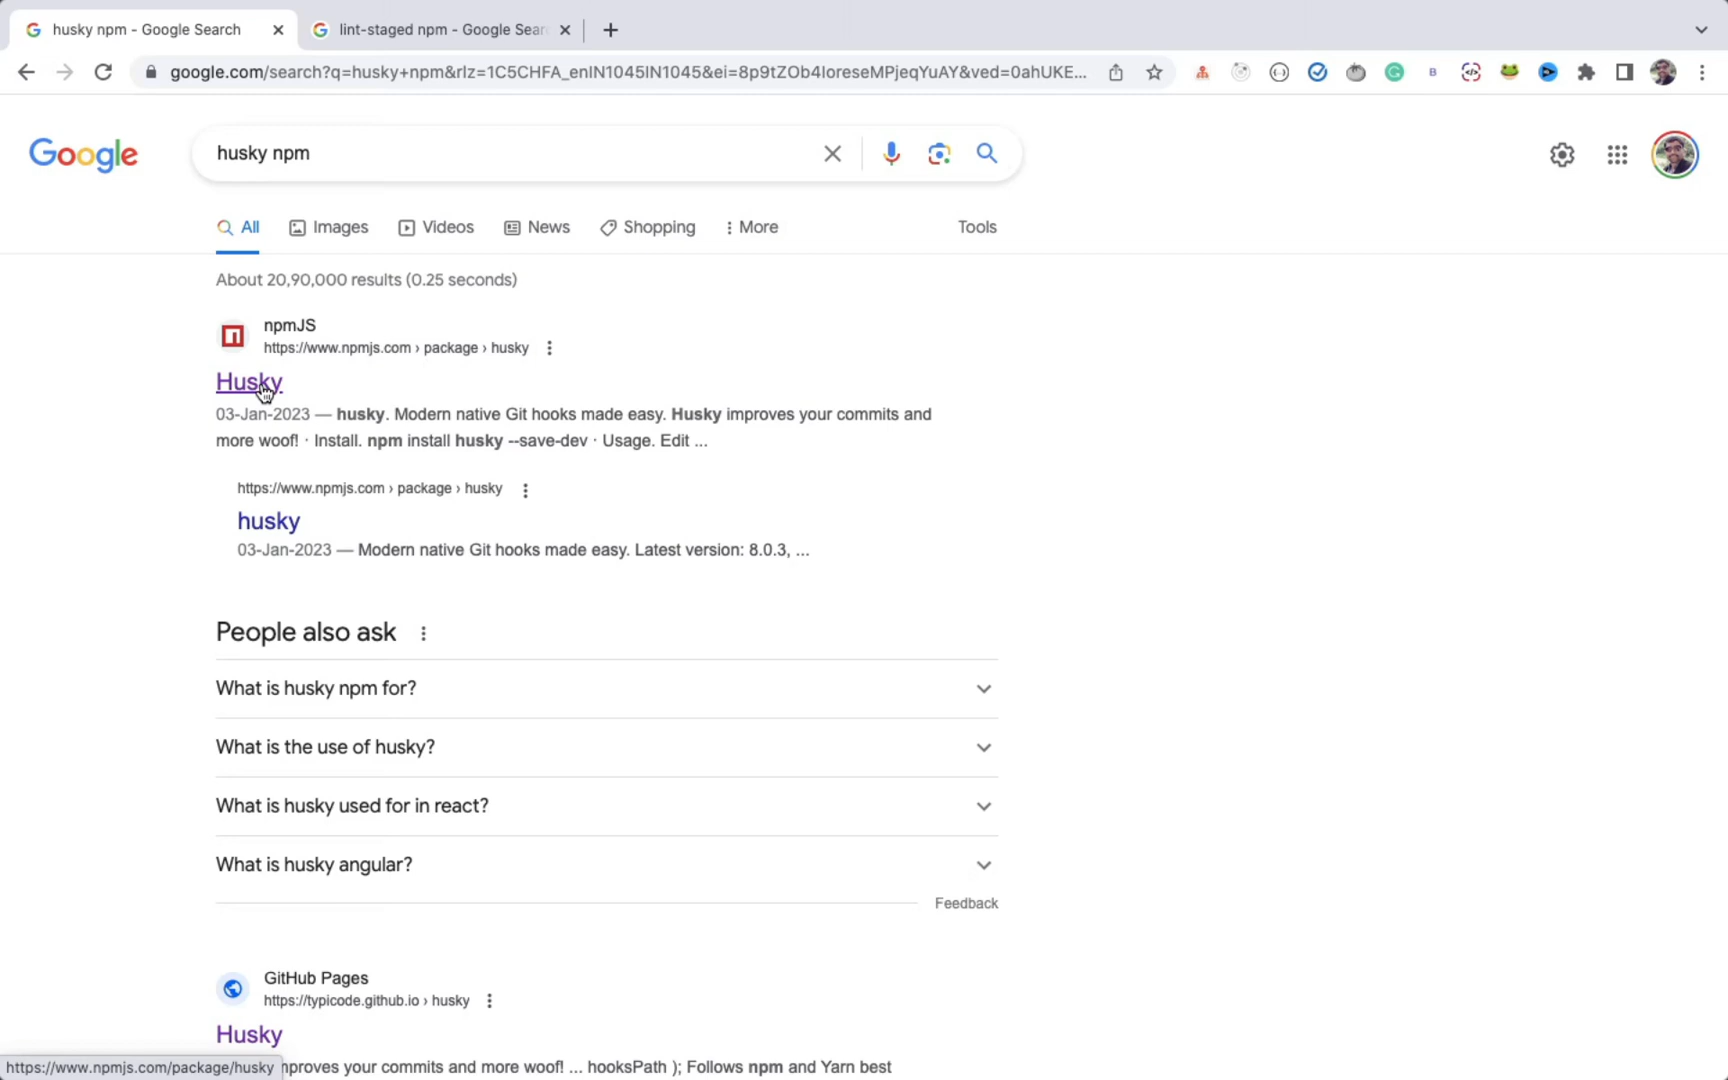 husky npm - Google Search
lint-staged npm - Google Sear
google.com/search?q=husky+npm&rlz=1C5CHFA_enIN1045IN1045&ei=8p9tZOb4IoreseMPjeqYuAY&ved=0ahUKE...
Google
husky npm
All
Images
Videos
News
Shopping
More
Tools
About 20,90,000 results (0.25 seconds)
npmJS
https://www.npmjs.com › package › husky
Husky
03-Jan-2023 — husky. Modern native Git hooks made easy. Husky improves your commits and
more woof! · Install. npm install husky --save-dev · Usage. Edit ...
https://www.npmjs.com › package › husky
husky
03-Jan-2023 — Modern native Git hooks made easy. Latest version: 8.0.3, ...
People also ask
What is husky npm for?
What is the use of husky?
What is husky used for in react?
What is husky angular?
Feedback
GitHub Pages
https://typicode.github.io › husky
Husky
https://www.npmjs.com/package/husky
nproves your commits and more woof! ... hooksPath ); Follows npm and Yarn best